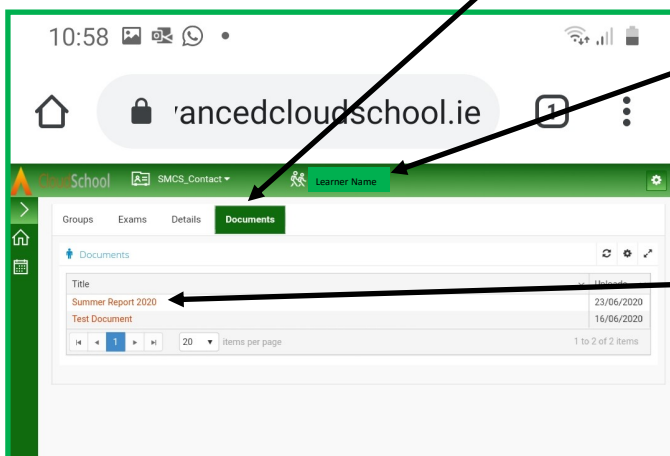 10:58
'ancedcloudschool.ie 1
CloudSchool SMCS_Contact Learner Name
Groups Exams Details Documents
Documents
Title
Summer Report 2020 23/06/2020
Test Document 16/06/2020
1 20 items per page 1 to 2 of 2 items